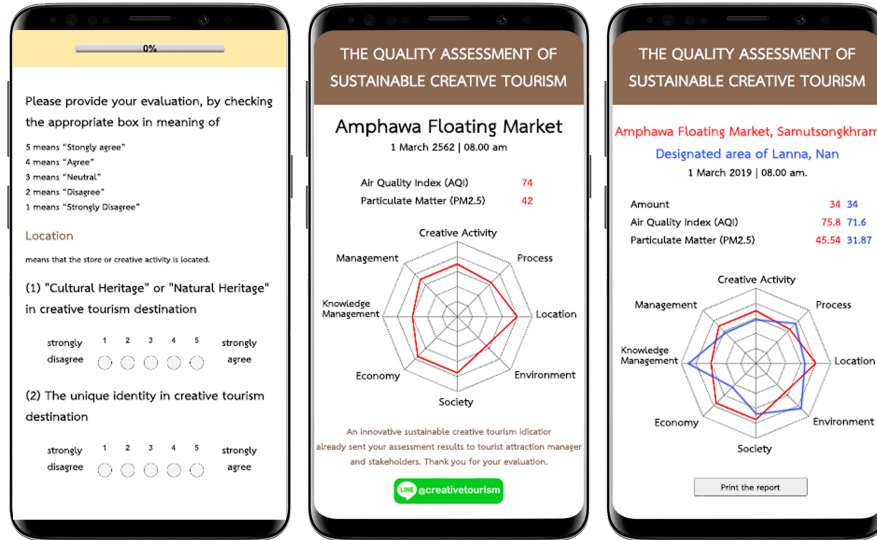 0%
Please provide your evaluation, by checking
the appropriate box in meaning of
5 means “Stongly agree”
4 means “Agree”
3 means “Neutral”
2 means “Disagree”
1 means “Strongly Disagree”
Location
means that the store or creative activity is located.
(1) "Cultural Heritage" or "Natural Heritage"
in creative tourism destination
strongly disagree 1 2 3 4 5 strongly agree
(2) The unique identity in creative tourism
destination
strongly disagree 1 2 3 4 5 strongly agree
THE QUALITY ASSESSMENT OF
SUSTAINABLE CREATIVE TOURISM
Amphawa Floating Market
1 March 2562 | 08.00 am
Air Quality Index (AQI) 74
Particulate Matter (PM2.5) 42
Creative Activity
Management
Process
Knowledge
Management
Location
Economy
Environment
Society
An innovative sustainable creative tourism idicatior
already sent your assessment results to tourist attraction manager
and stakeholders. Thank you for your evaluation.
LINE @creativetourism
THE QUALITY ASSESSMENT OF
SUSTAINABLE CREATIVE TOURISM
Amphawa Floating Market, Samutsongkhram
Designated area of Lanna, Nan
1 March 2019 | 08.00 am.
Amount 34 34
Air Quality Index (AQI) 75.8 71.6
Particulate Matter (PM2.5) 45.54 31.87
Creative Activity
Management
Process
Knowledge
Management
Location
Economy
Environment
Society
Print the report